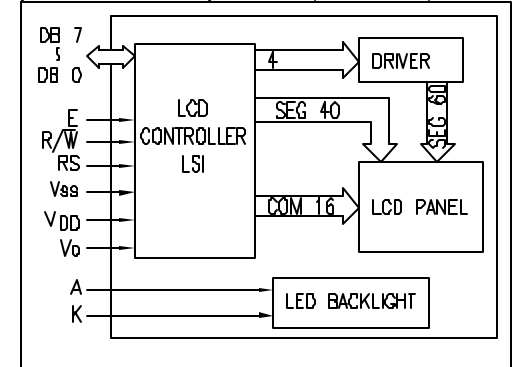 DB 7
S
DB 0
E
R/W̅
RS
Vss
VDD
Vo
A
K
LCD
CONTROLLER
LSI
4
DRIVER
SEG 40
SEG 60
COM 16
LCD PANEL
LED BACKLIGHT